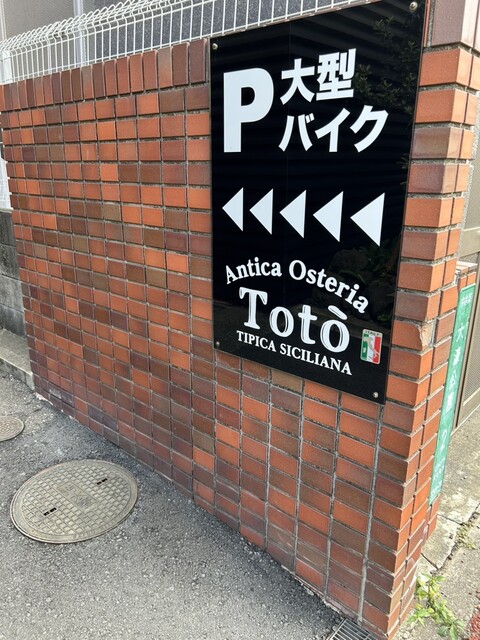 P 大型
バイク
Antica Osteria
Totò
TIPICA SICILIANA